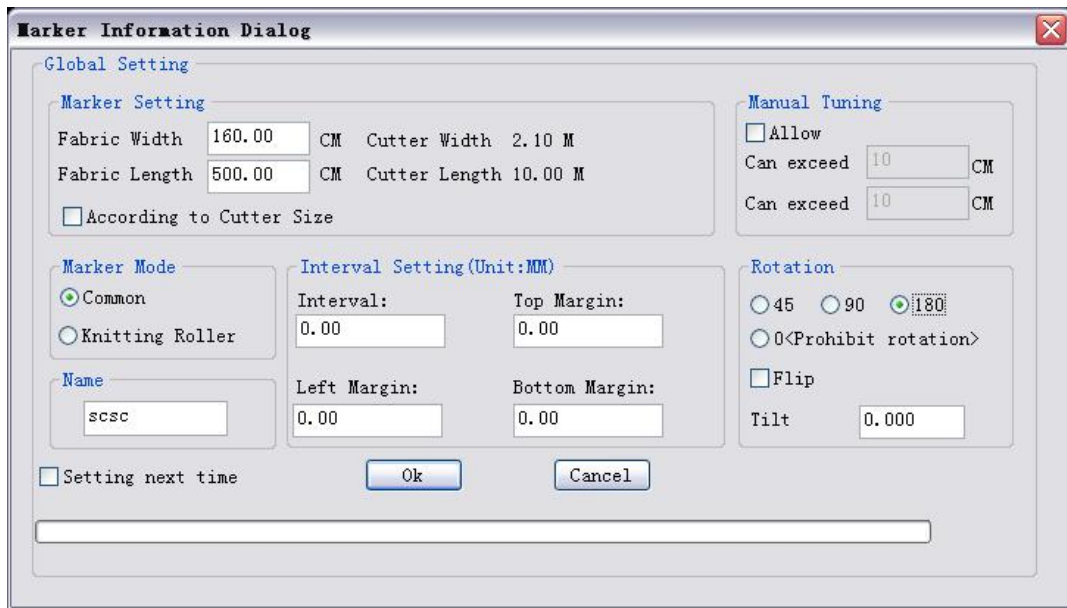 Marker Information Dialog
Global Setting
Marker Setting
Fabric Width 160.00 CM Cutter Width 2.10 M
Fabric Length 500.00 CM Cutter Length 10.00 M
According to Cutter Size
Manual Tuning
Allow
Can exceed 10 CM
Can exceed 10 CM
Marker Mode
Common
Knitting Roller
Name
scsc
Interval Setting(Unit:MM)
Interval: Top Margin:
0.00 0.00
Left Margin: Bottom Margin:
0.00 0.00
Rotation
45 90 180
0<Prohibit rotation>
Flip
Tilt 0.000
Setting next time Ok Cancel